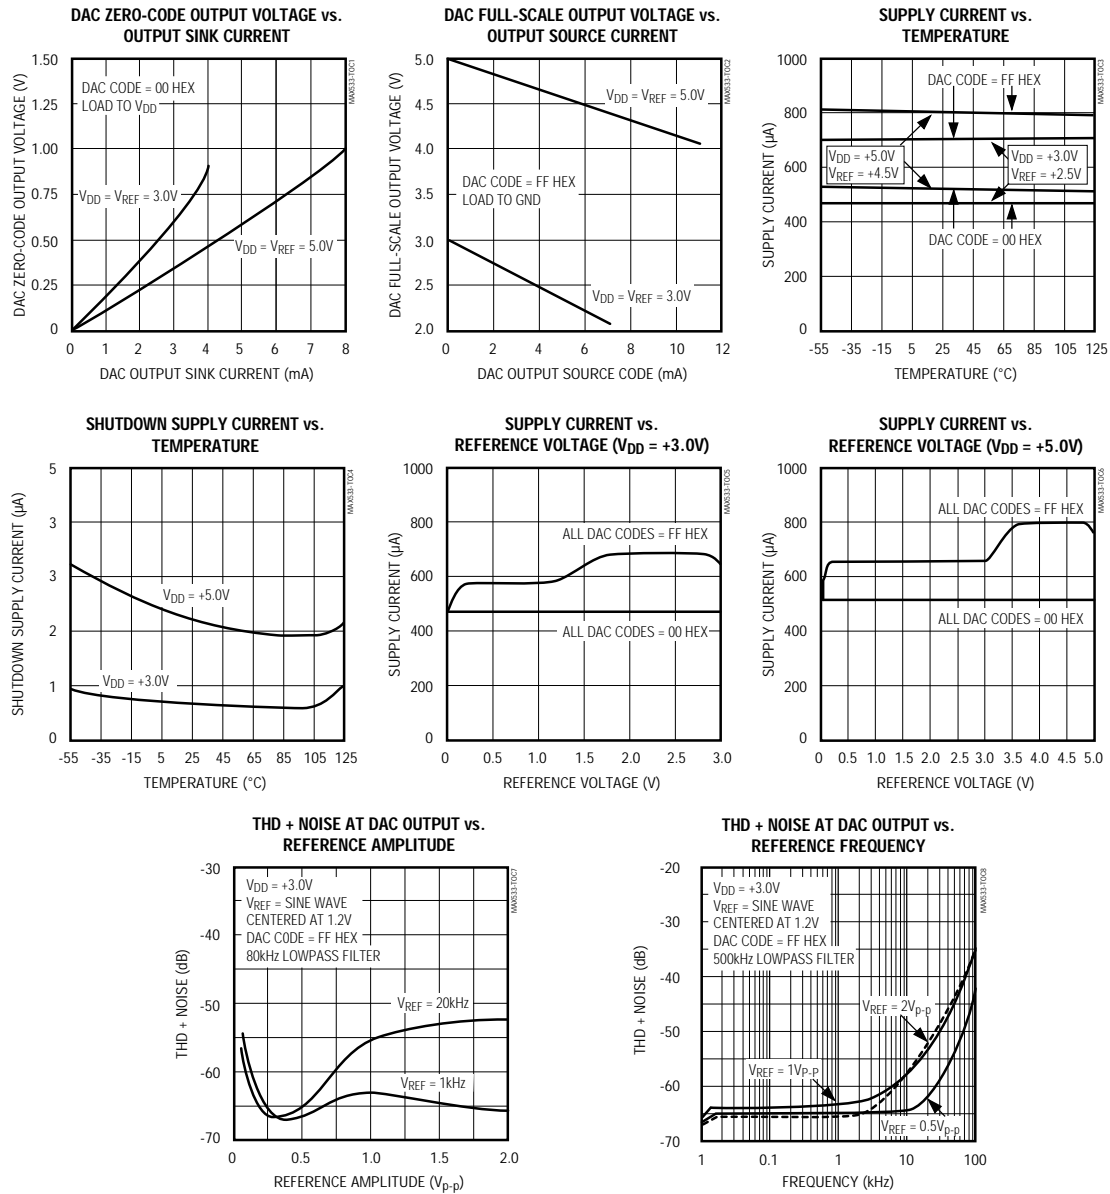 DAC ZERO-CODE OUTPUT VOLTAGE vs.
OUTPUT SINK CURRENT
DAC ZERO-CODE OUTPUT VOLTAGE (V)
1.50
1.25
1.00
0.75
0.50
0.25
0
DAC CODE = 00 HEX
LOAD TO VDD
VDD = VREF = 3.0V
VDD = VREF = 5.0V
MAX533-TOC1
0 1 2 3 4 5 6 7 8
DAC OUTPUT SINK CURRENT (mA)
DAC FULL-SCALE OUTPUT VOLTAGE vs.
OUTPUT SOURCE CURRENT
DAC FULL-SCALE OUTPUT VOLTAGE (V)
5.0
4.5
4.0
3.5
3.0
2.5
2.0
VDD = VREF = 5.0V
DAC CODE = FF HEX
LOAD TO GND
VDD = VREF = 3.0V
MAX533-TOC2
0 2 4 6 8 10 12
DAC OUTPUT SOURCE CODE (mA)
SUPPLY CURRENT vs.
TEMPERATURE
SUPPLY CURRENT (µA)
1000
800
600
400
200
0
DAC CODE = FF HEX
VDD = +5.0V
VREF = +4.5V
VDD = +3.0V
VREF = +2.5V
DAC CODE = 00 HEX
MAX533-TOC3
-55 -35 -15 5 25 45 65 85 105 125
TEMPERATURE (°C)
SHUTDOWN SUPPLY CURRENT vs.
TEMPERATURE
SHUTDOWN SUPPLY CURRENT (µA)
5
3
3
2
1
0
VDD = +5.0V
VDD = +3.0V
MAX533-TOC4
-55 -35 -15 5 25 45 65 85 105 125
TEMPERATURE (°C)
SUPPLY CURRENT vs.
REFERENCE VOLTAGE (VDD = +3.0V)
SUPPLY CURRENT (µA)
1000
800
600
400
200
0
ALL DAC CODES = FF HEX
ALL DAC CODES = 00 HEX
MAX533-TOC5
0 0.5 1.0 1.5 2.0 2.5 3.0
REFERENCE VOLTAGE (V)
SUPPLY CURRENT vs.
REFERENCE VOLTAGE (VDD = +5.0V)
SUPPLY CURRENT (µA)
1000
800
600
400
200
0
ALL DAC CODES = FF HEX
ALL DAC CODES = 00 HEX
MAX533-TOC6
0 0.5 1.5 2.0 2.5 3.0 2.0 4.0 4.5 5.0
REFERENCE VOLTAGE (V)
THD + NOISE AT DAC OUTPUT vs.
REFERENCE AMPLITUDE
THD + NOISE (dB)
-30
-40
-50
-60
-70
VDD = +3.0V
VREF = SINE WAVE
CENTERED AT 1.2V
DAC CODE = FF HEX
80kHz LOWPASS FILTER
VREF = 20kHz
VREF = 1kHz
MAX533-TOC7
0 0.5 1.0 1.5 2.0
REFERENCE AMPLITUDE (Vp-p)
THD + NOISE AT DAC OUTPUT vs.
REFERENCE FREQUENCY
THD + NOISE (dB)
-20
-30
-40
-50
-60
-70
VDD = +3.0V
VREF = SINE WAVE
CENTERED AT 1.2V
DAC CODE = FF HEX
500kHz LOWPASS FILTER
VREF = 2Vp-p
VREF = 1VP-P
VREF = 0.5Vp-p
MAX533-TOC8
1 0.1 1 10 100
FREQUENCY (kHz)